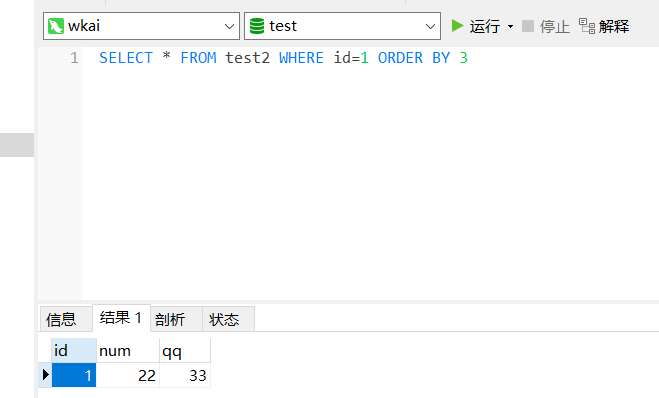 wkai test 运行 停止 解释
1 SELECT * FROM test2 WHERE id=1 ORDER BY 3
信息 结果 1 剖析 状态
id num qq
1 22 33